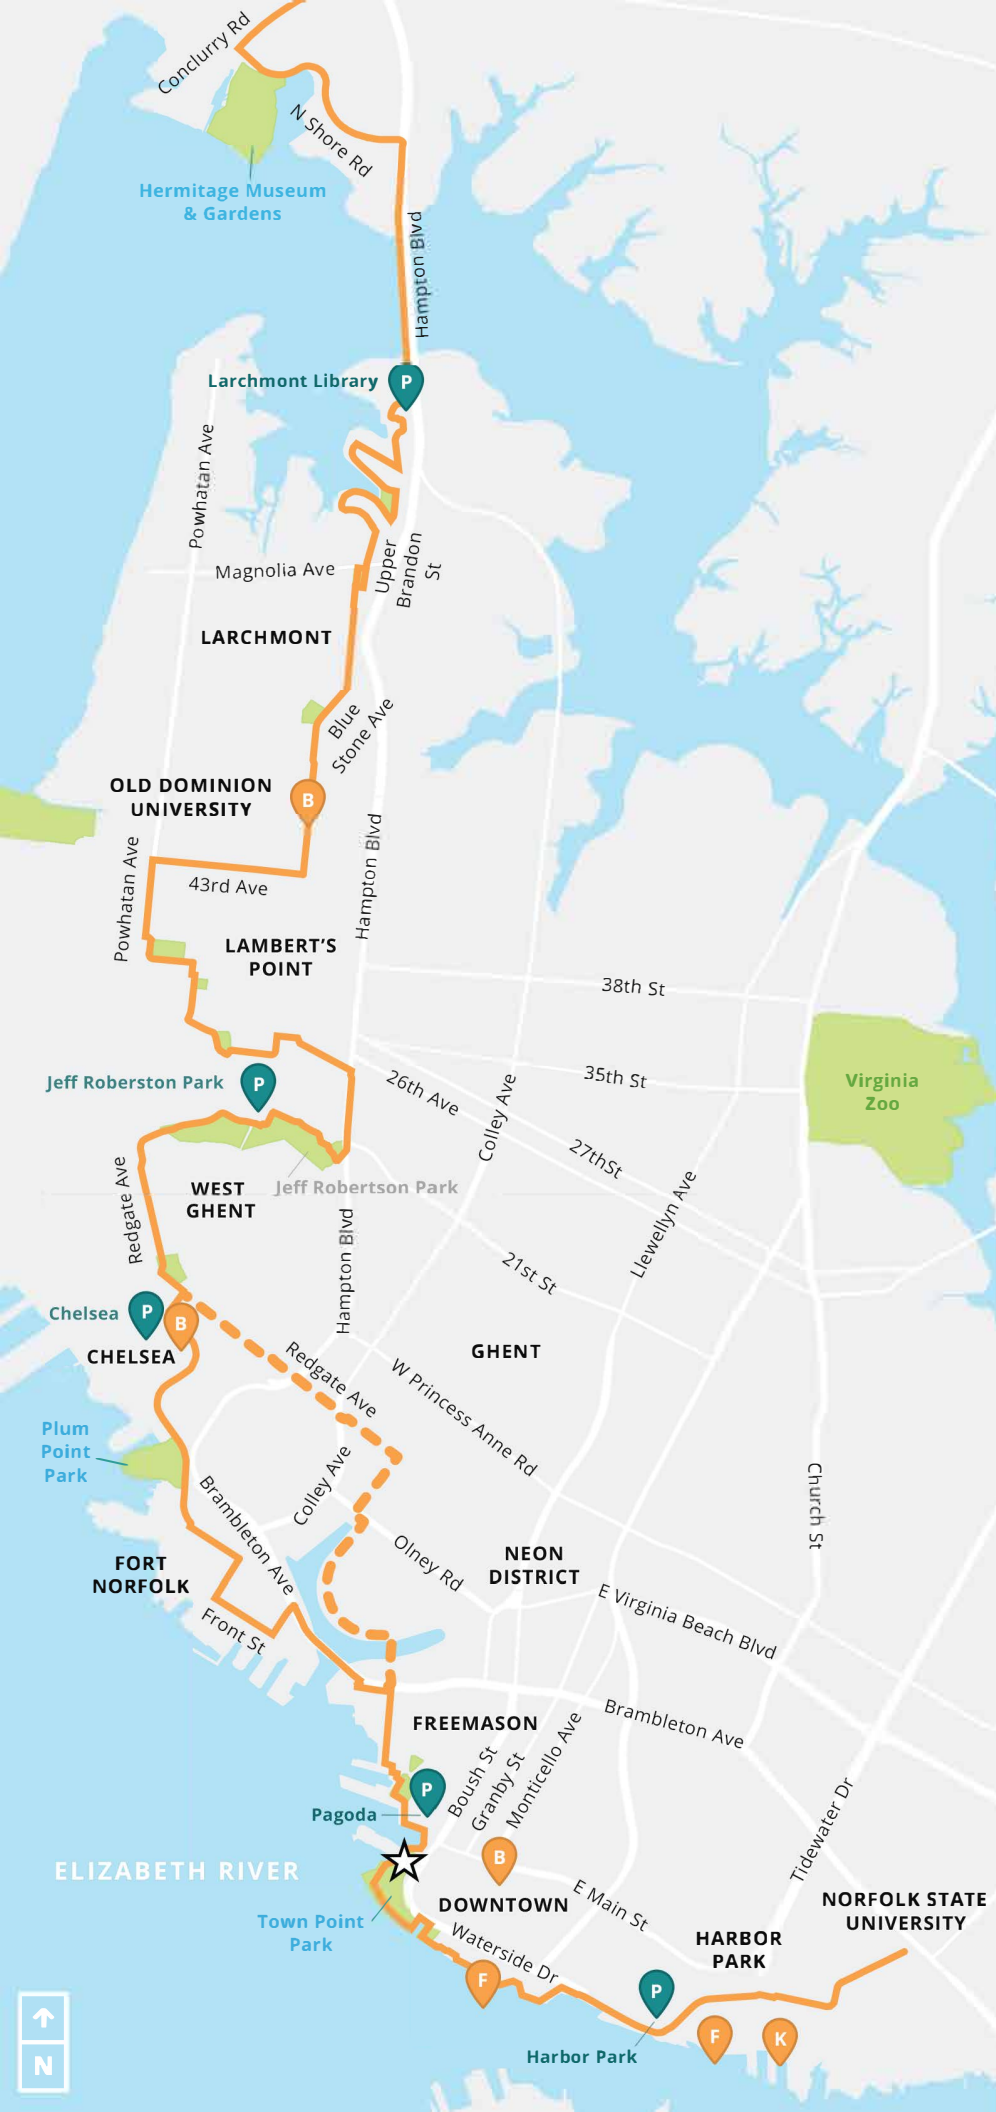 Conclurry Rd
N Shore Rd
Hermitage Museum
& Gardens
Hampton Blvd
Larchmont Library
P
Powhatan Ave
Magnolia Ave
Upper
Brandon
St
LARCHMONT
Blue
Stone Ave
OLD DOMINION
UNIVERSITY
B
Hampton Blvd
Powhatan Ave
43rd Ave
LAMBERT'S
POINT
38th St
Jeff Roberston Park
P
26th Ave
35th St
Virginia
Zoo
Colley Ave
27thSt
Redgate Ave
WEST
GHENT
Jeff Robertson Park
Hampton Blvd
Llewellyn Ave
21st St
Chelsea
P
B
CHELSEA
GHENT
Redgate Ave
W Princess Anne Rd
Plum
Point
Park
Brambleton Ave
Colley Ave
Church St
FORT
NORFOLK
Olney Rd
NEON
DISTRICT
Front St
E Virginia Beach Blvd
FREEMASON
Brambleton Ave
Boush St
Granby St
Monticello Ave
P
Pagoda
Tidewater Dr
ELIZABETH RIVER
B
DOWNTOWN
E Main St
NORFOLK STATE
UNIVERSITY
Town Point
Park
Waterside Dr
HARBOR
PARK
F
P
Harbor Park
F
K
N